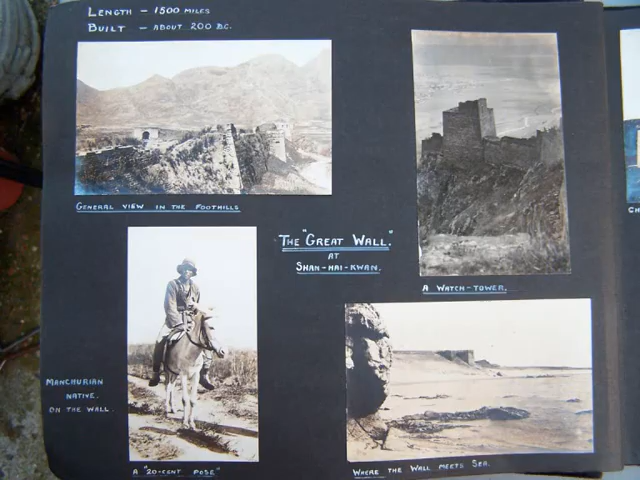 LENGTH - 1500 MILES
BUILT - ABOUT 200 B.C.
GENERAL VIEW IN THE FOOTHILLS
THE "GREAT WALL."
AT
SHAN-HAI-KWAN.
A WATCH-TOWER.
MANCHURIAN
NATIVE.
ON THE WALL.
A "20-CENT POSE"
WHERE THE WALL MEETS SEA.